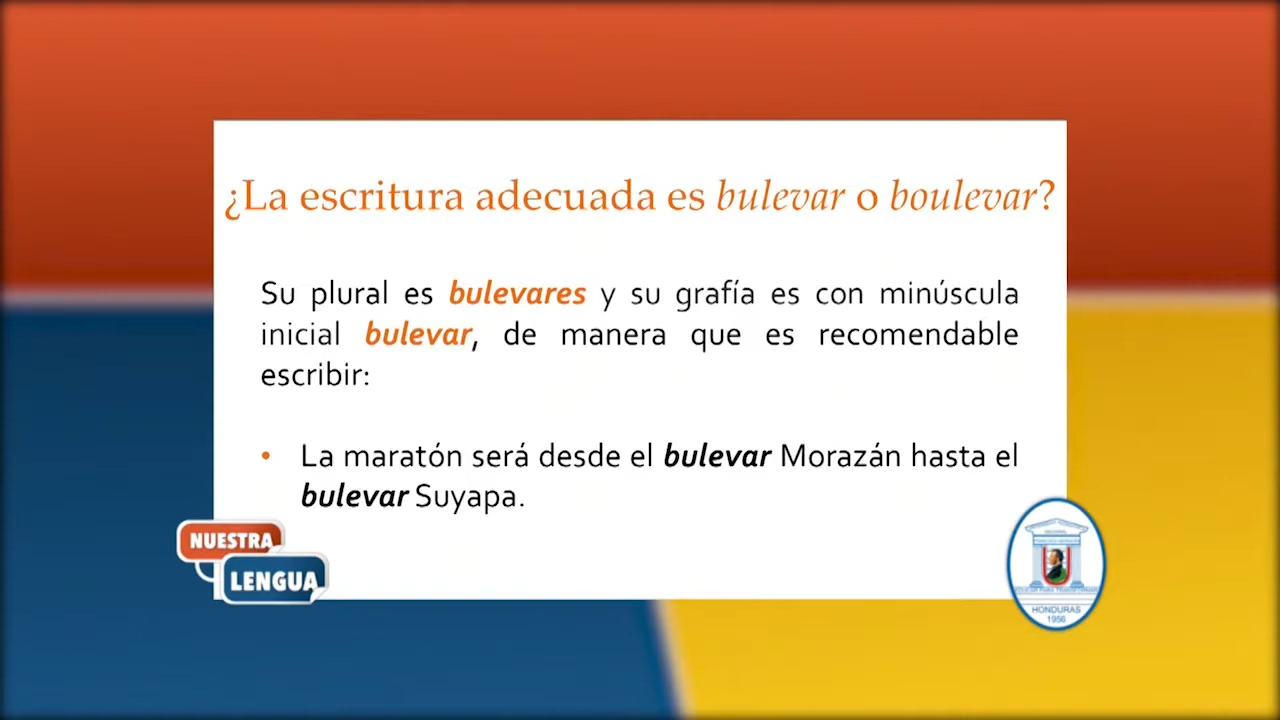 ¿La escritura adecuada es bulevar o boulevar?
Su plural es bulevares y su grafía es con minúscula
inicial bulevar, de manera que es recomendable
escribir:
• La maratón será desde el bulevar Morazán hasta el
bulevar Suyapa.
NUESTRA
LENGUA
HONDURAS
1956